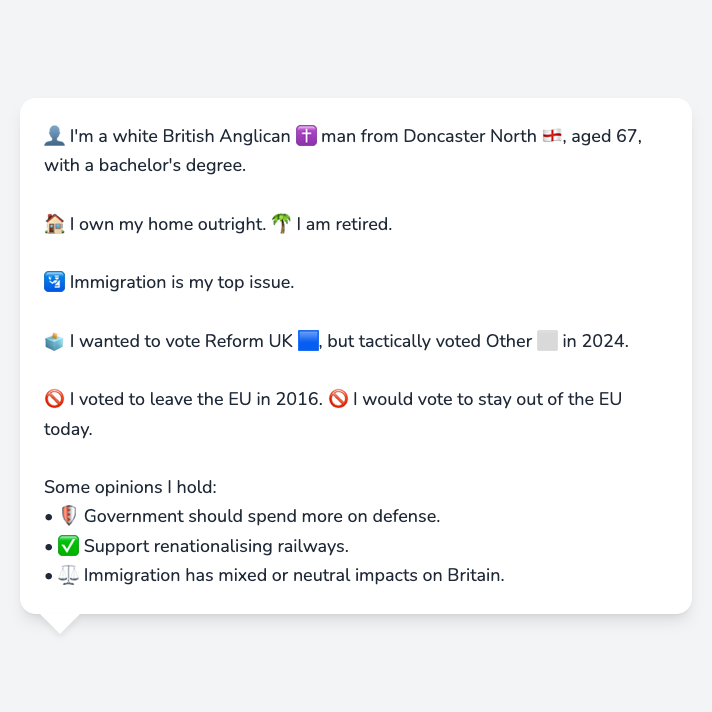 👤 I'm a white British Anglican ✝️ man from Doncaster North 🏴󠁧󠁢󠁥󠁮󠁧󠁿, aged 67,
with a bachelor's degree.
🏠 I own my home outright. 🌴 I am retired.
🛂 Immigration is my top issue.
🗳️ I wanted to vote Reform UK 🟦, but tactically voted Other ⬜ in 2024.
🚫 I voted to leave the EU in 2016. 🚫 I would vote to stay out of the EU
today.
Some opinions I hold:
• 🛡️ Government should spend more on defense.
• ✅ Support renationalising railways.
• ⚖️ Immigration has mixed or neutral impacts on Britain.